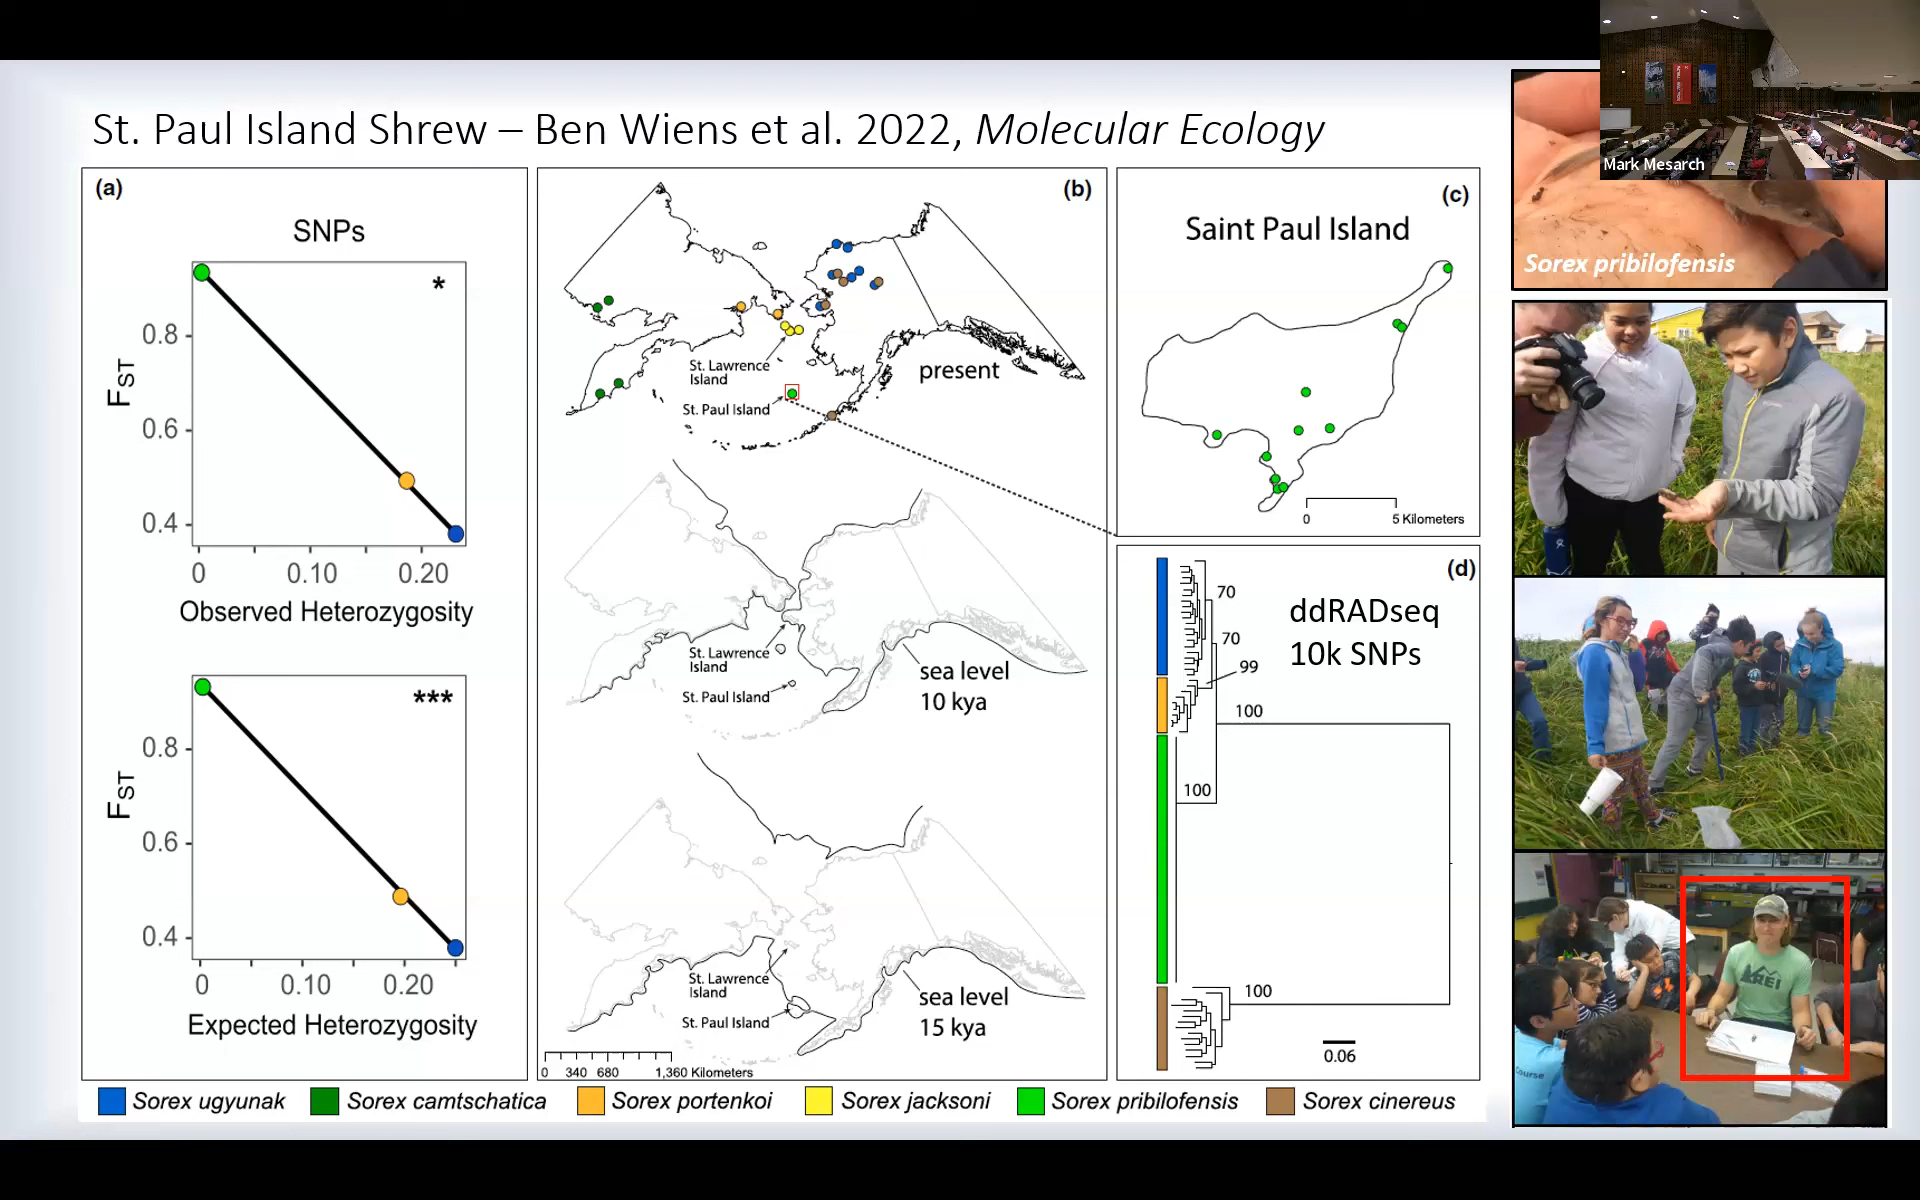 St. Paul Island Shrew – Ben Wiens et al. 2022, Molecular Ecology
Mark Mesarch
Sorex pribilofensis
(a)
SNPs
*
0.8
0.6
0.4
FST
0
0.10
0.20
Observed Heterozygosity
***
0.8
0.6
0.4
FST
0
0.10
0.20
Expected Heterozygosity
(b)
St. Lawrence
Island
St. Paul Island
present
St. Lawrence
Island
St. Paul Island
sea level
10 kya
St. Lawrence
Island
St. Paul Island
sea level
15 kya
0 340 680 1,360 Kilometers
(c)
Saint Paul Island
0 5 Kilometers
(d)
ddRADseq
10k SNPs
70
70
99
100
100
100
0.06
Sorex ugyunak
Sorex camtschatica
Sorex portenkoi
Sorex jacksoni
Sorex pribilofensis
Sorex cinereus
REI
Course